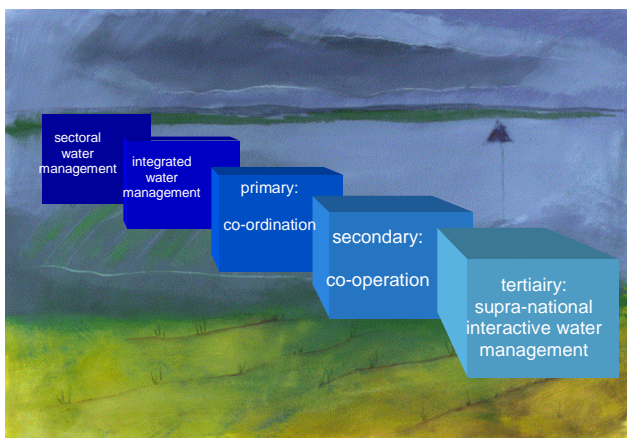 sectoral
water
management
integrated
water
management
primary:
co-ordination
secondary:
co-operation
tertiairy:
supra-national
interactive water
management